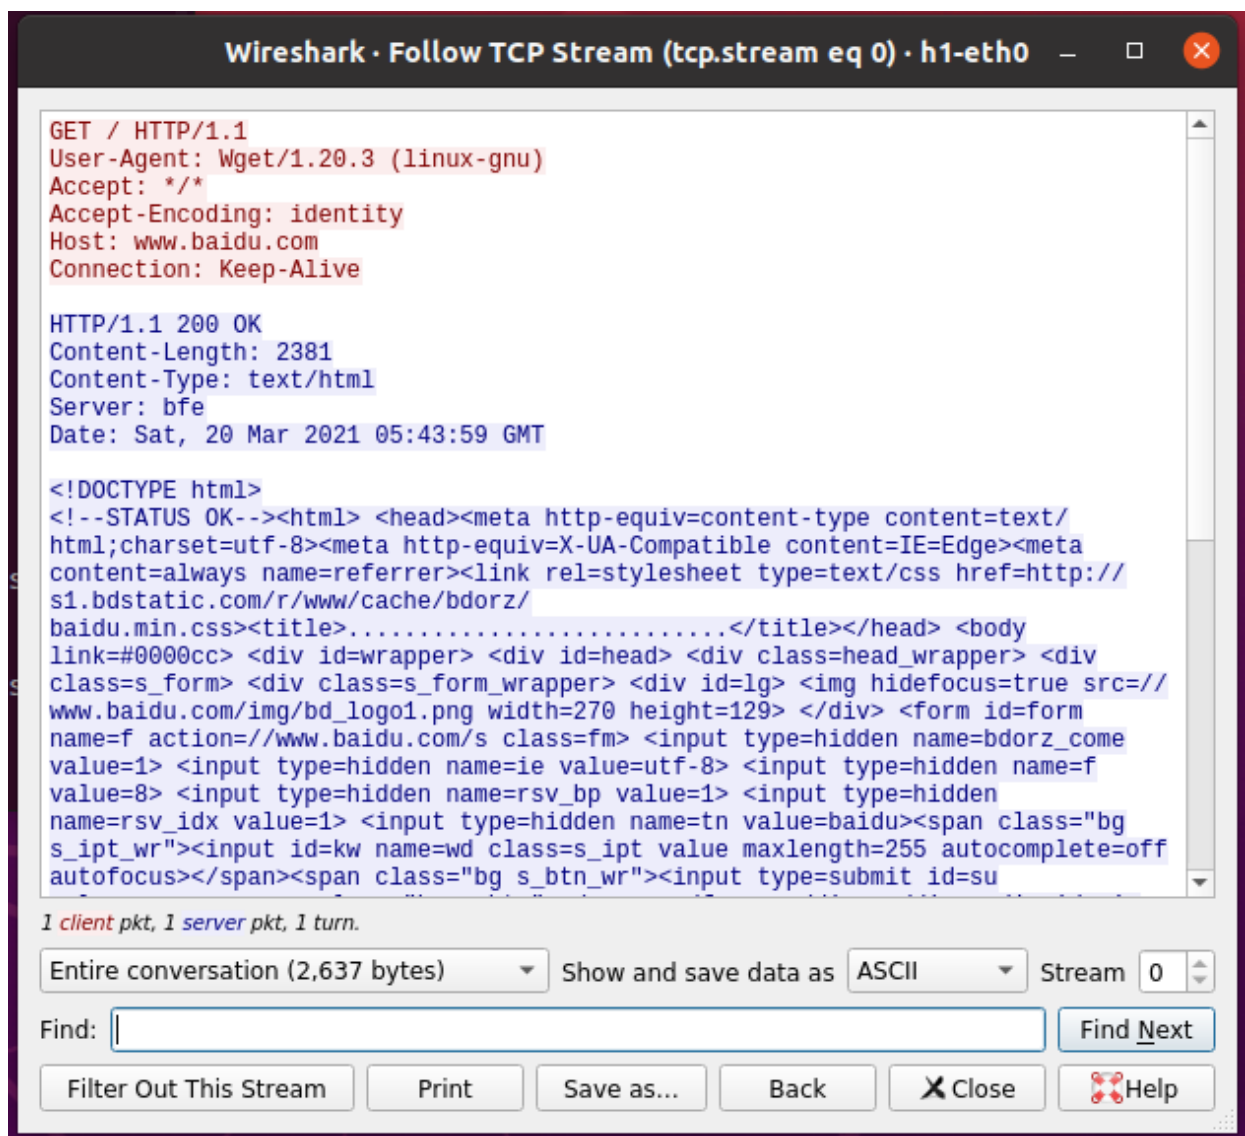 Wireshark · Follow TCP Stream (tcp.stream eq 0) · h1-eth0
GET / HTTP/1.1
User-Agent: Wget/1.20.3 (linux-gnu)
Accept: */*
Accept-Encoding: identity
Host: www.baidu.com
Connection: Keep-Alive
HTTP/1.1 200 OK
Content-Length: 2381
Content-Type: text/html
Server: bfe
Date: Sat, 20 Mar 2021 05:43:59 GMT
<!DOCTYPE html>
<!--STATUS OK--><html> <head><meta http-equiv=content-type content=text/
html;charset=utf-8><meta http-equiv=X-UA-Compatible content=IE=Edge><meta
content=always name=referrer><link rel=stylesheet type=text/css href=http://
s1.bdstatic.com/r/www/cache/bdorz/
baidu.min.css><title>...........................</title></head> <body
link=#0000cc> <div id=wrapper> <div id=head> <div class=head_wrapper> <div
class=s_form> <div class=s_form_wrapper> <div id=lg> <img hidefocus=true src=//
www.baidu.com/img/bd_logo1.png width=270 height=129> </div> <form id=form
name=f action=//www.baidu.com/s class=fm> <input type=hidden name=bdorz_come
value=1> <input type=hidden name=ie value=utf-8> <input type=hidden name=f
value=8> <input type=hidden name=rsv_bp value=1> <input type=hidden
name=rsv_idx value=1> <input type=hidden name=tn value=baidu><span class="bg
s_ipt_wr"><input id=kw name=wd class=s_ipt value maxlength=255 autocomplete=off
autofocus></span><span class="bg s_btn_wr"><input type=submit id=su
1 client pkt, 1 server pkt, 1 turn.
Entire conversation (2,637 bytes) Show and save data as ASCII Stream 0
Find: Find Next
Filter Out This Stream Print Save as... Back Close Help